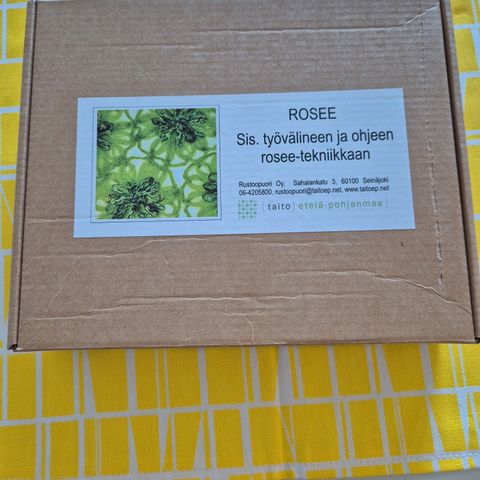 ROSEE
Sis. työvälineen ja ohjeen
rosee-tekniikkaan
Rustoopuori Oy, Sahalankatu 3, 60100 Seinäjoki
06-4205800, rustoopuori@taitoep.net, www.taitoep.net
[taito] etelä-pohjanmaa]